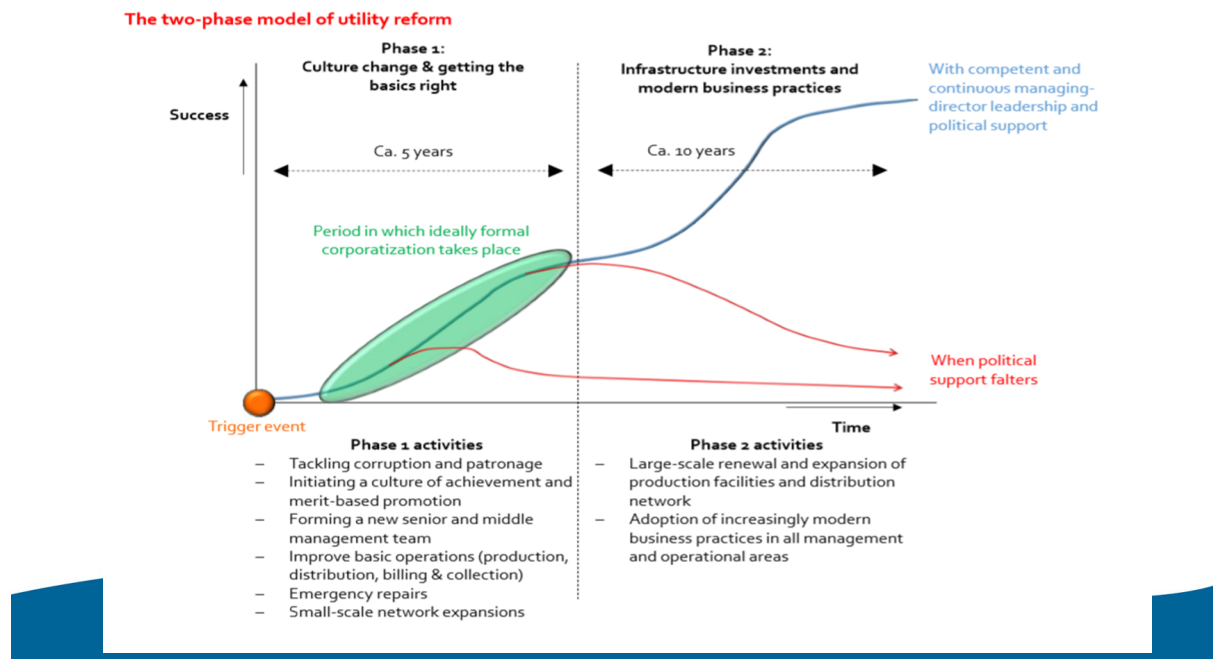 The two-phase model of utility reform
Phase 1:
Culture change & getting the
basics right
Phase 2:
Infrastructure investments and
modern business practices
With competent and
continuous managing-
director leadership and
political support
Success
Ca. 5 years
Ca. 10 years
Period in which ideally formal
corporatization takes place
When political
support falters
Trigger event
Time
Phase 1 activities
– Tackling corruption and patronage
– Initiating a culture of achievement and
merit-based promotion
– Forming a new senior and middle
management team
– Improve basic operations (production,
distribution, billing & collection)
– Emergency repairs
– Small-scale network expansions
Phase 2 activities
– Large-scale renewal and expansion of
production facilities and distribution
network
– Adoption of increasingly modern
business practices in all management
and operational areas